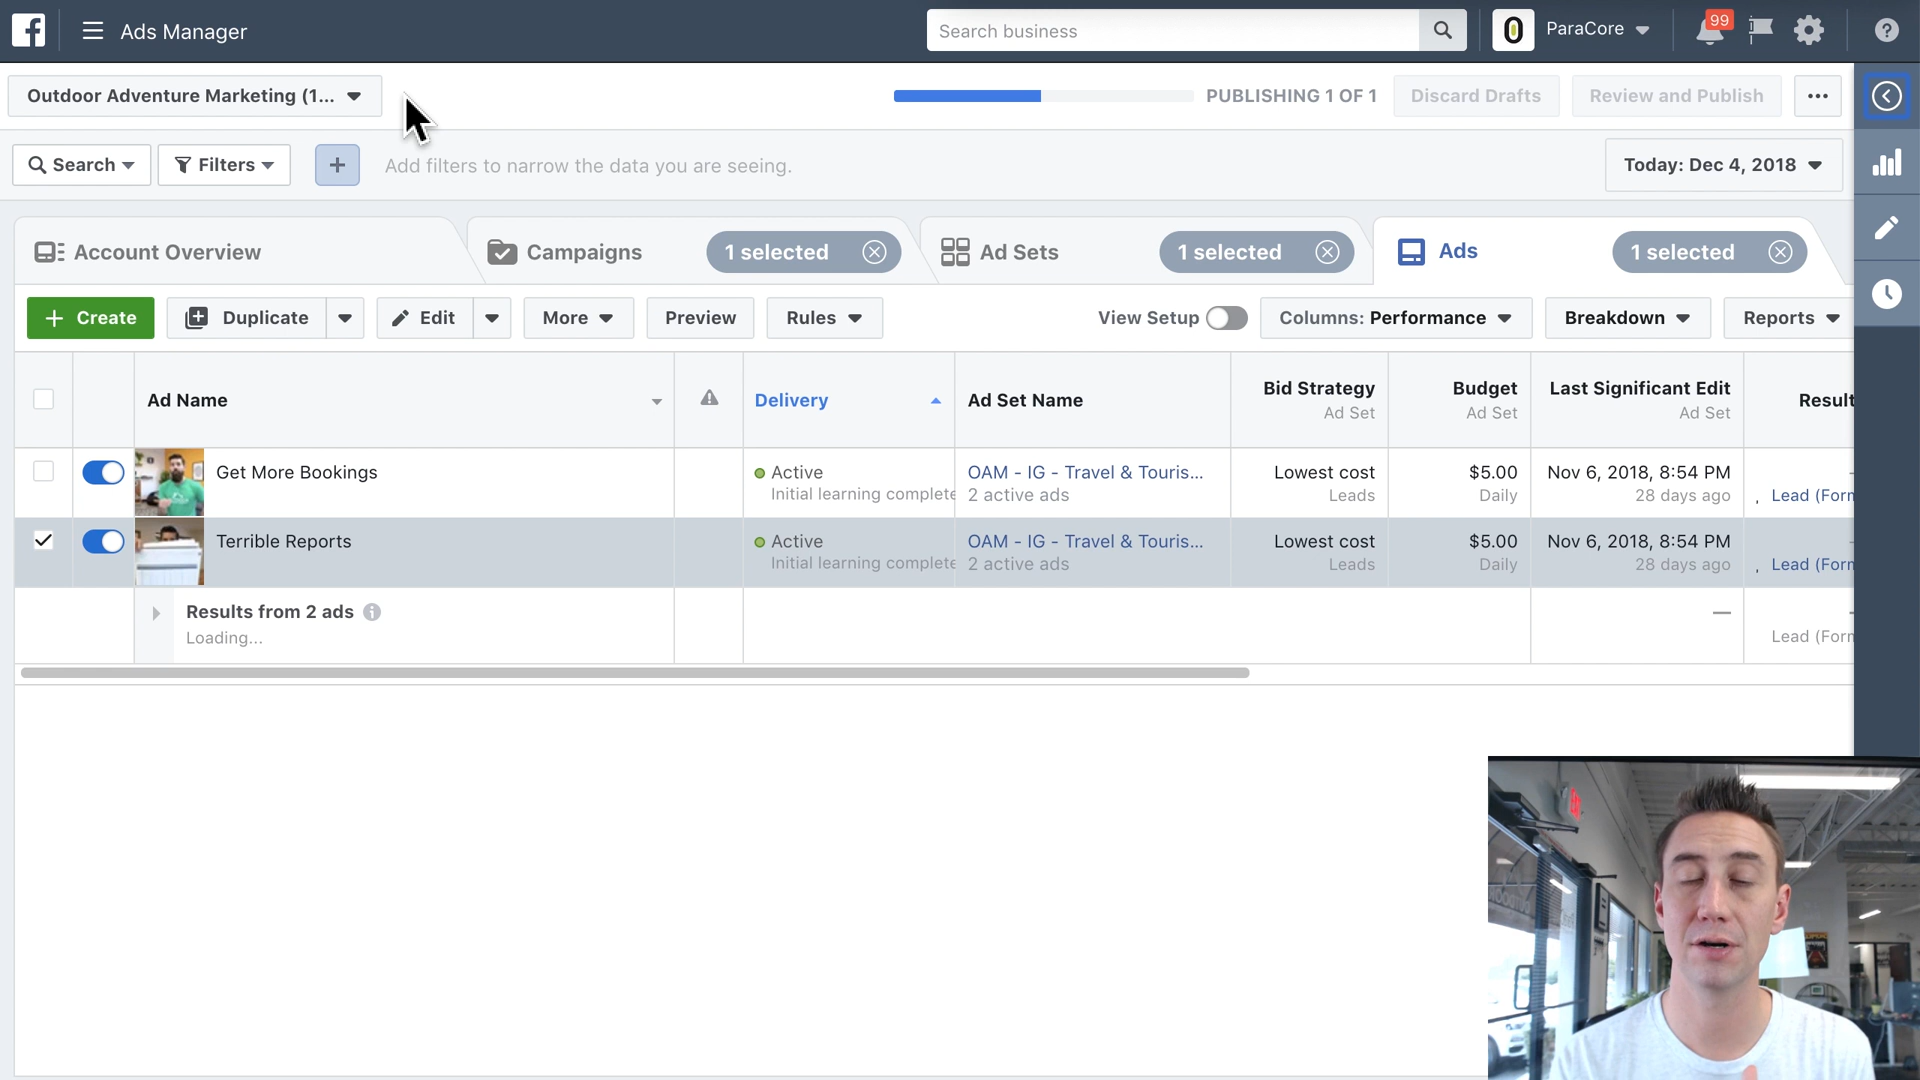 Ads Manager
Search business
ParaCore
99
Outdoor Adventure Marketing (1...
PUBLISHING 1 OF 1
Discard Drafts
Review and Publish
Search
Filters
Add filters to narrow the data you are seeing.
Today: Dec 4, 2018
Account Overview
Campaigns
1 selected
Ad Sets
1 selected
Ads
1 selected
Create
Duplicate
Edit
More
Preview
Rules
View Setup
Columns: Performance
Breakdown
Reports
Ad Name
Delivery
Ad Set Name
Bid Strategy
Ad Set
Budget
Ad Set
Last Significant Edit
Ad Set
Result
Get More Bookings
Active
Initial learning complete
OAM - IG - Travel & Touris...
2 active ads
Lowest cost
Leads
$5.00
Daily
Nov 6, 2018, 8:54 PM
28 days ago
Lead (Form
Terrible Reports
Active
Initial learning complete
OAM - IG - Travel & Touris...
2 active ads
Lowest cost
Leads
$5.00
Daily
Nov 6, 2018, 8:54 PM
28 days ago
Lead (Form
Results from 2 ads
Loading...
—
Lead (Form